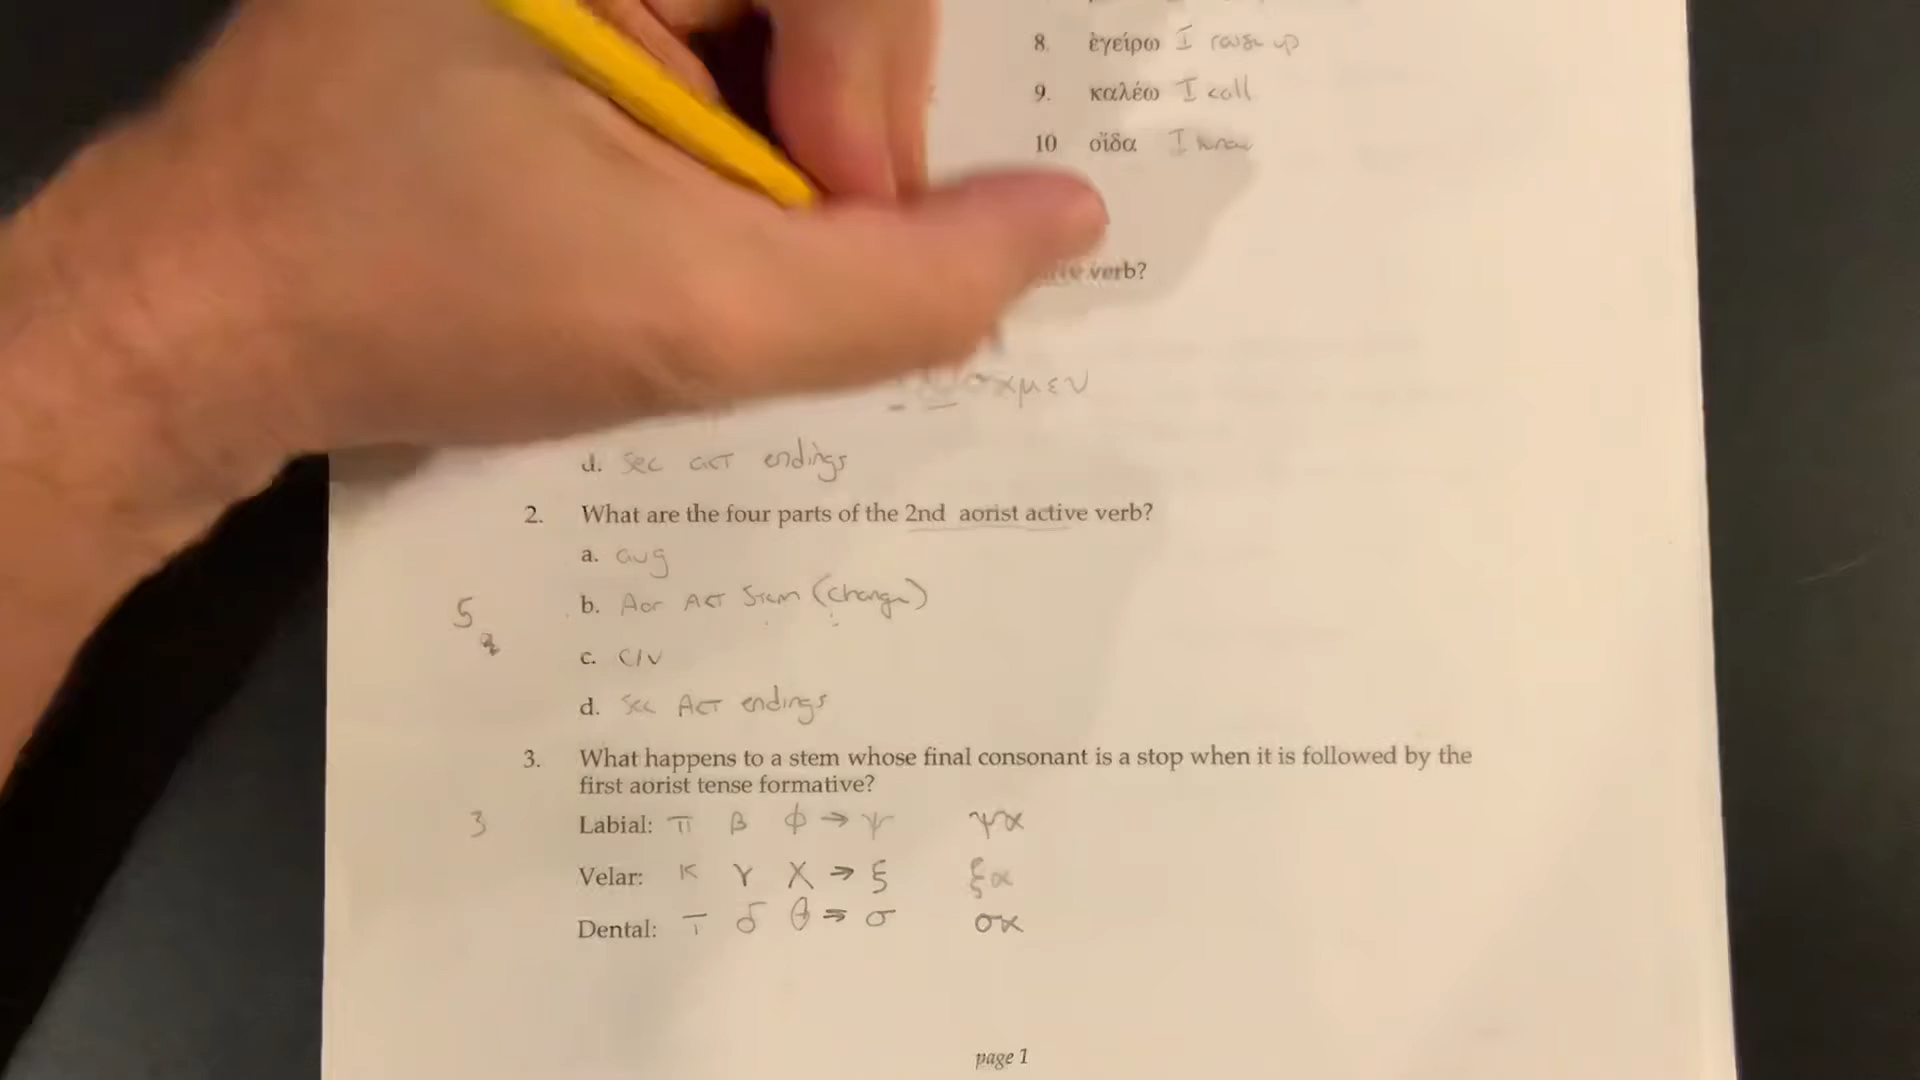 8. ἐγείρω I raise up
9. καλέω I call
10 οἶδα I know
verb?
σαμεν
d. Sec act endings
2. What are the four parts of the 2nd aorist active verb?
a. aug
b. Aor Act Stem (change)
5
c. C/V
d. Sec Act endings
3. What happens to a stem whose final consonant is a stop when it is followed by the
first aorist tense formative?
3 Labial: π β φ → ψ ψα
Velar: κ γ χ → ξ ξα
Dental: τ δ θ → σ σα
page 1